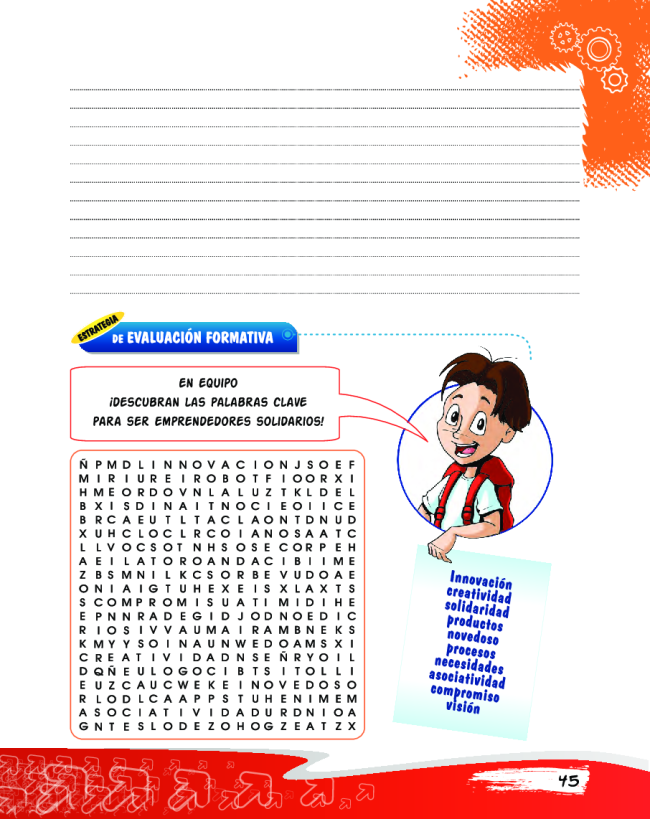 ESTRATEGIA
DE EVALUACIÓN FORMATIVA
EN EQUIPO
¡DESCUBRAN LAS PALABRAS CLAVE
PARA SER EMPRENDEDORES SOLIDARIOS!
Ñ P M D L I N N O V A C I O N J S O E F
M I R I U R E I R O B O T F I O O R X I
H M E O R D O V N L A L U Z T K L D E L
B X I S D I N A I T N O C I E O I I C E
B R C A E U T L T A C L A O N T D N U D
X U H C L O C L R C O I A N O S A A T C
L L V O C S O T N H S O S E C O R P E H
A E I L A T O R O A N D A C I B I I M E
Z B S M N I L K C S O R B E V U D O A E
O N I A I G T U H E X E I S X L A X T S
S C O M P R O M I S U A T I M I D I H E
E P N N R A D E G I D J O D N O E D I C
R I O S I V V A U M A I R A M B N E K S
K M Y Y S O I N A U N W E D O A M S X I
C R E A T I V I D A D N S E Ñ R Y O I L
D Q Ñ E U L O G O C I B T S I T O L L I
E U Z C A U C W E K E I N O V E D O S O
R L O D L C A A P P S T U H E N I M E M
A S O C I A T I V I D A D U R D N I O A
G N T E S L O D E Z O H O G Z E A T Z X
Innovación
creatividad
solidaridad
productos
novedoso
procesos
necesidades
asociatividad
compromiso
visión
45